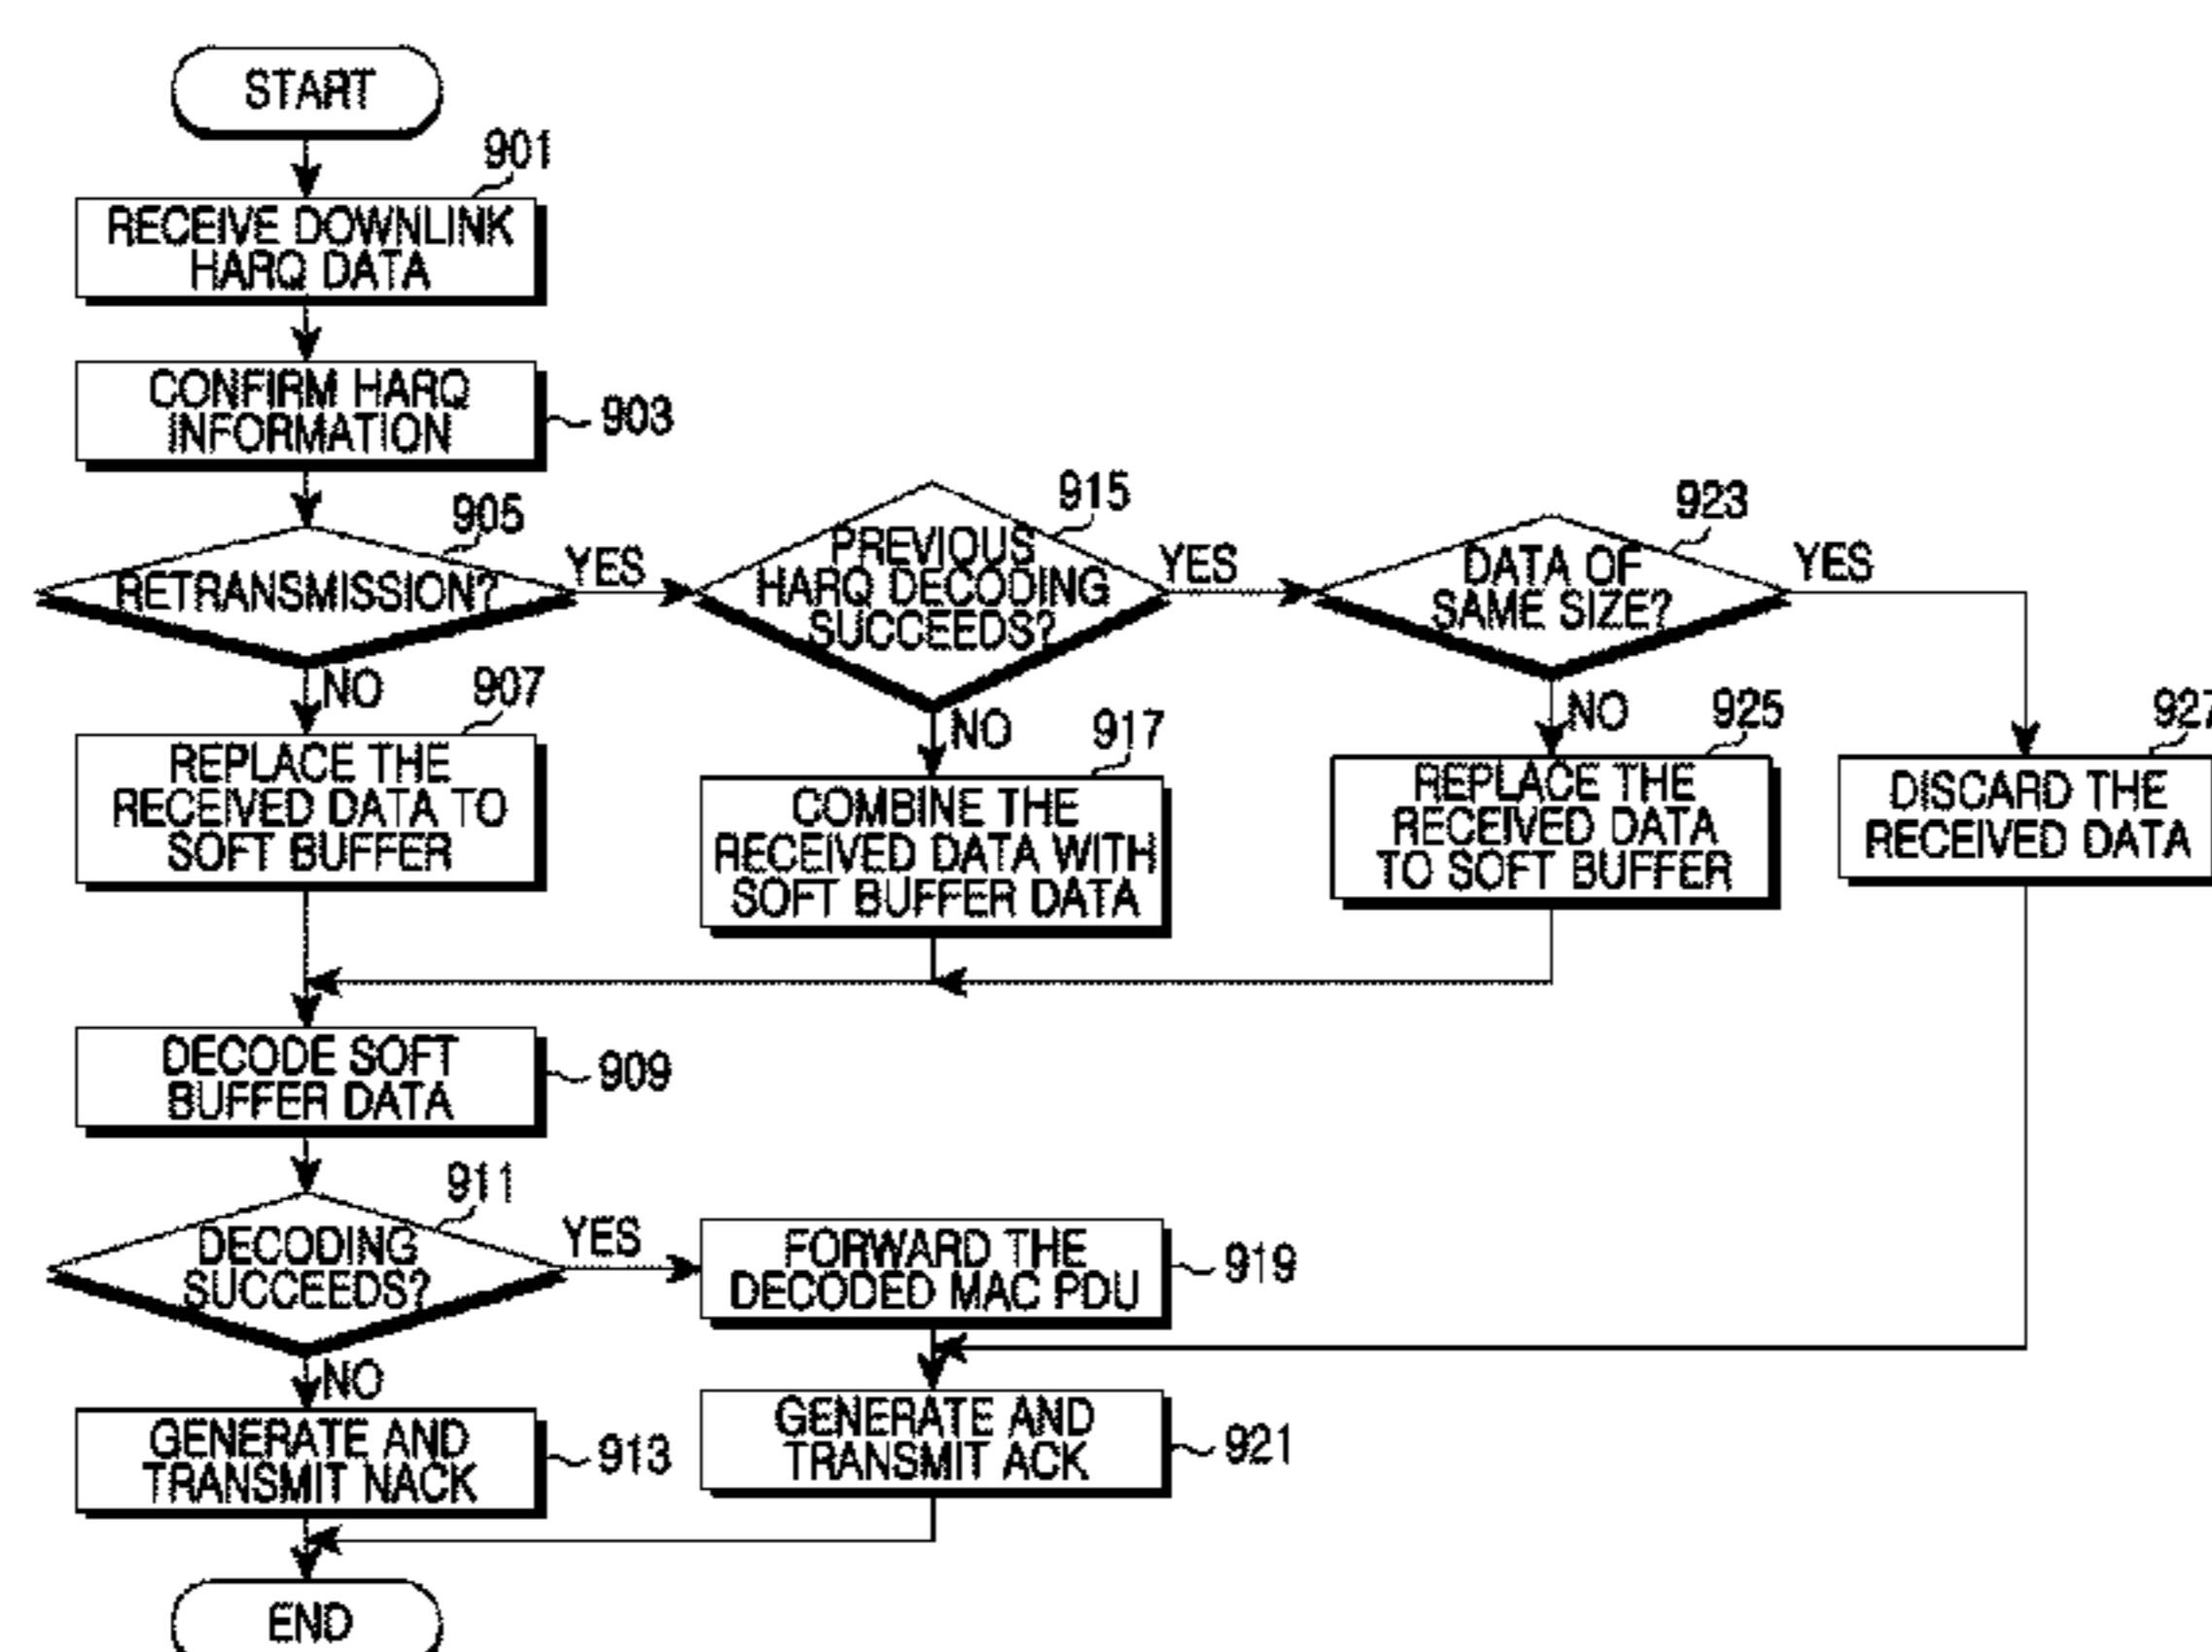 START
901
RECEIVE DOWNLINK
HARQ DATA
CONFIRM HARQ
INFORMATION
903
905
RETRANSMISSION?
YES
NO
915
PREVIOUS
HARQ DECODING
SUCCEEDS?
YES
NO
923
DATA OF
SAME SIZE?
YES
NO
907
REPLACE THE
RECEIVED DATA TO
SOFT BUFFER
917
COMBINE THE
RECEIVED DATA WITH
SOFT BUFFER DATA
925
REPLACE THE
RECEIVED DATA
TO SOFT BUFFER
927
DISCARD THE
RECEIVED DATA
DECODE SOFT
BUFFER DATA
909
911
DECODING
SUCCEEDS?
YES
NO
FORWARD THE
DECODED MAC PDU
919
GENERATE AND
TRANSMIT NACK
913
GENERATE AND
TRANSMIT ACK
921
END